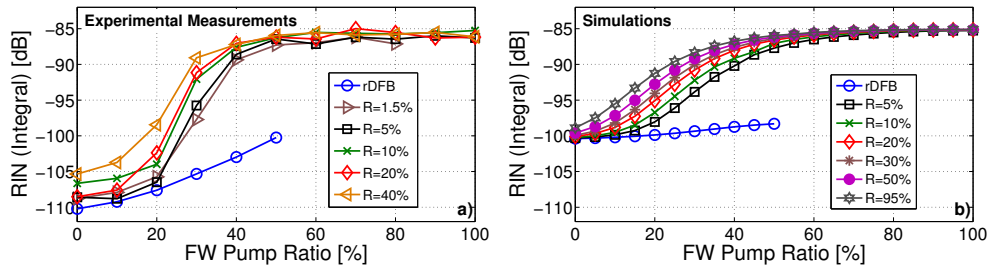 Experimental Measurements
RIN (Integral) [dB]
−85
−90
−95
−100
−105
−110
rDFB
R=1.5%
R=5%
R=10%
R=20%
R=40%
a)
0 20 40 60 80 100
FW Pump Ratio [%]
Simulations
RIN (Integral) [dB]
−85
−90
−95
−100
−105
−110
rDFB
R=5%
R=10%
R=20%
R=30%
R=50%
R=95%
b)
0 20 40 60 80 100
FW Pump Ratio [%]